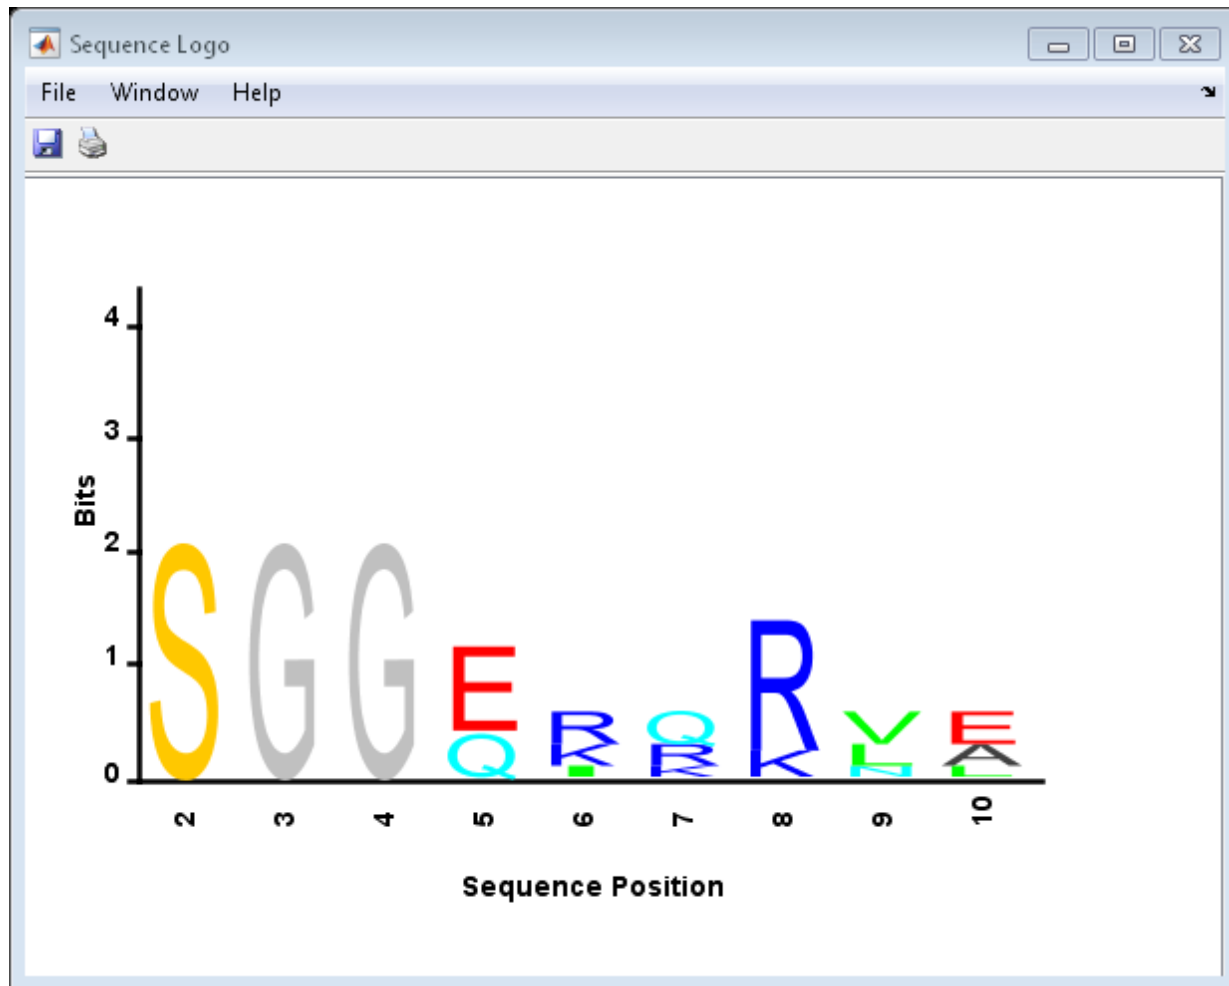 Sequence Logo
File Window Help
4
3
2
1
0
Bits
S G G E R Q R V E
Q K R K L A
K N L
2 3 4 5 6 7 8 9 10
Sequence Position